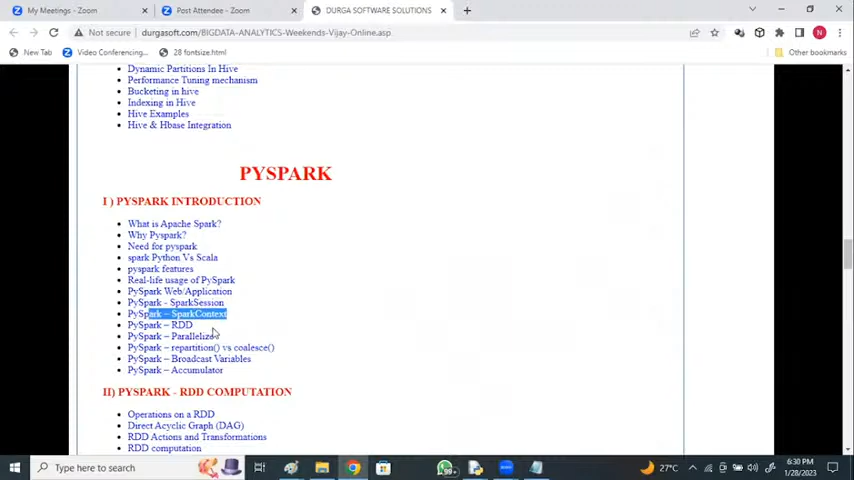 My Meetings - Zoom
Post Attendee - Zoom
DURGA SOFTWARE SOLUTIONS
Not secure
durgasoft.com/BIGDATA-ANALYTICS-Weekends-Vijay-Online.asp
N
New Tab
Video Conferencing,...
28 fontsize.html
Other bookmarks
Dynamic Partitions In Hive
Performance Tuning mechanism
Bucketing in hive
Indexing in Hive
Hive Examples
Hive & Hbase Integration
PYSPARK
I ) PYSPARK INTRODUCTION
What is Apache Spark?
Why Pyspark?
Need for pyspark
spark Python Vs Scala
pyspark features
Real-life usage of PySpark
PySpark Web/Application
PySpark - SparkSession
PySpark – SparkContext
PySpark – RDD
PySpark – Parallelize
PySpark – repartition() vs coalesce()
PySpark – Broadcast Variables
PySpark – Accumulator
II) PYSPARK - RDD COMPUTATION
Operations on a RDD
Direct Acyclic Graph (DAG)
RDD Actions and Transformations
RDD computation
Type here to search
99+
27°C
6:30 PM
1/28/2023